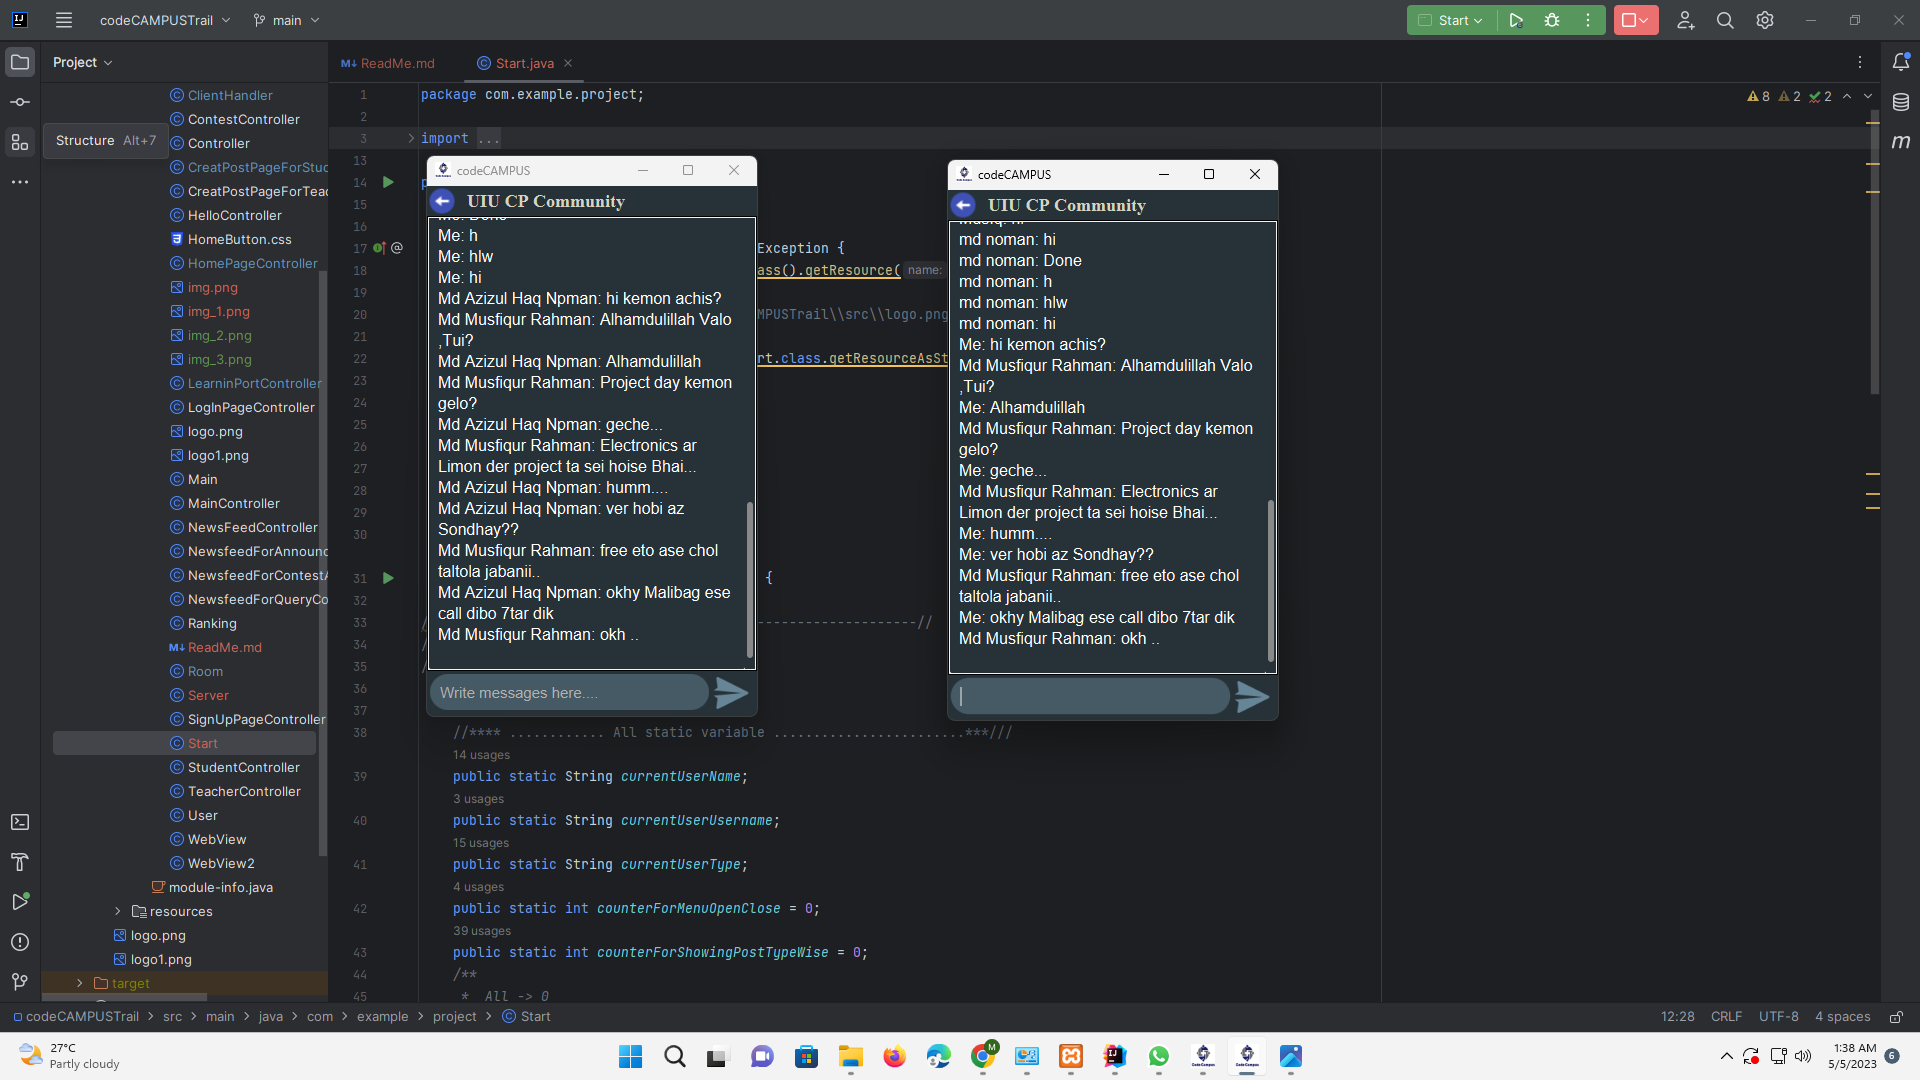 codeCAMPUSTrail
main
Start
Project
ReadMe.md
Start.java
ClientHandler
ContestController
Structure Alt+7
Controller
CreatPostPageForStuc
CreatPostPageForTeac
HelloController
HomeButton.css
HomePageController
img.png
img_1.png
img_2.png
img_3.png
LearninPortController
LogInPageController
logo.png
logo1.png
Main
MainController
NewsFeedController
NewsfeedForAnnounc
NewsfeedForContestA
NewsfeedForQueryCo
Ranking
ReadMe.md
Room
Server
SignUpPageController
Start
StudentController
TeacherController
User
WebView
WebView2
module-info.java
resources
logo.png
logo1.png
target
8 2 2
1 package com.example.project;
2
3 import ...
13
14
15
16
17 Exception {
18 ass().getResource( name:
19
20 MPUSTrail\\src\\logo.png
21
22 rt.class.getResourceAsSt
23
24
25
26
27
28
29
30
31 {
32
33 --------------------//
34
35
36
37
38 //**** ............ All static variable ........................***///
14 usages
39 public static String currentUserName;
3 usages
40 public static String currentUserUsername;
15 usages
41 public static String currentUserType;
4 usages
42 public static int counterForMenuOpenClose = 0;
39 usages
43 public static int counterForShowingPostTypeWise = 0;
44 /**
45 * All -> 0
codeCAMPUS
UIU CP Community
Me: Done
Me: h
Me: hlw
Me: hi
Md Azizul Haq Npman: hi kemon achis?
Md Musfiqur Rahman: Alhamdulillah Valo
,Tui?
Md Azizul Haq Npman: Alhamdulillah
Md Musfiqur Rahman: Project day kemon
gelo?
Md Azizul Haq Npman: geche...
Md Musfiqur Rahman: Electronics ar
Limon der project ta sei hoise Bhai...
Md Azizul Haq Npman: humm....
Md Azizul Haq Npman: ver hobi az
Sondhay??
Md Musfiqur Rahman: free eto ase chol
taltola jabanii..
Md Azizul Haq Npman: okhy Malibag ese
call dibo 7tar dik
Md Musfiqur Rahman: okh ..
Write messages here....
codeCAMPUS
UIU CP Community
md noman: hi
md noman: Done
md noman: h
md noman: hlw
md noman: hi
Me: hi kemon achis?
Md Musfiqur Rahman: Alhamdulillah Valo
,Tui?
Me: Alhamdulillah
Md Musfiqur Rahman: Project day kemon
gelo?
Me: geche...
Md Musfiqur Rahman: Electronics ar
Limon der project ta sei hoise Bhai...
Me: humm....
Me: ver hobi az Sondhay??
Md Musfiqur Rahman: free eto ase chol
taltola jabanii..
Me: okhy Malibag ese call dibo 7tar dik
Md Musfiqur Rahman: okh ..
codeCAMPUSTrail > src > main > java > com > example > project > Start
12:28 CRLF UTF-8 4 spaces
27°C
Partly cloudy
1:38 AM
5/5/2023
6